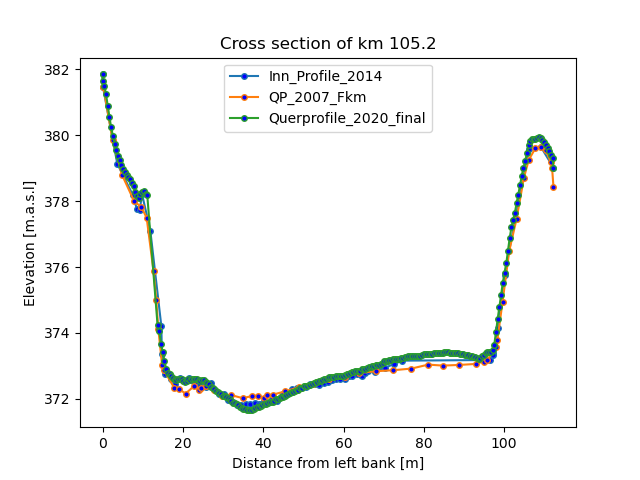 Cross section of km 105.2
Inn_Profile_2014
QP_2007_Fkm
Querprofile_2020_final
382
380
378
376
374
372
Elevation [m.a.s.l]
0 20 40 60 80 100
Distance from left bank [m]